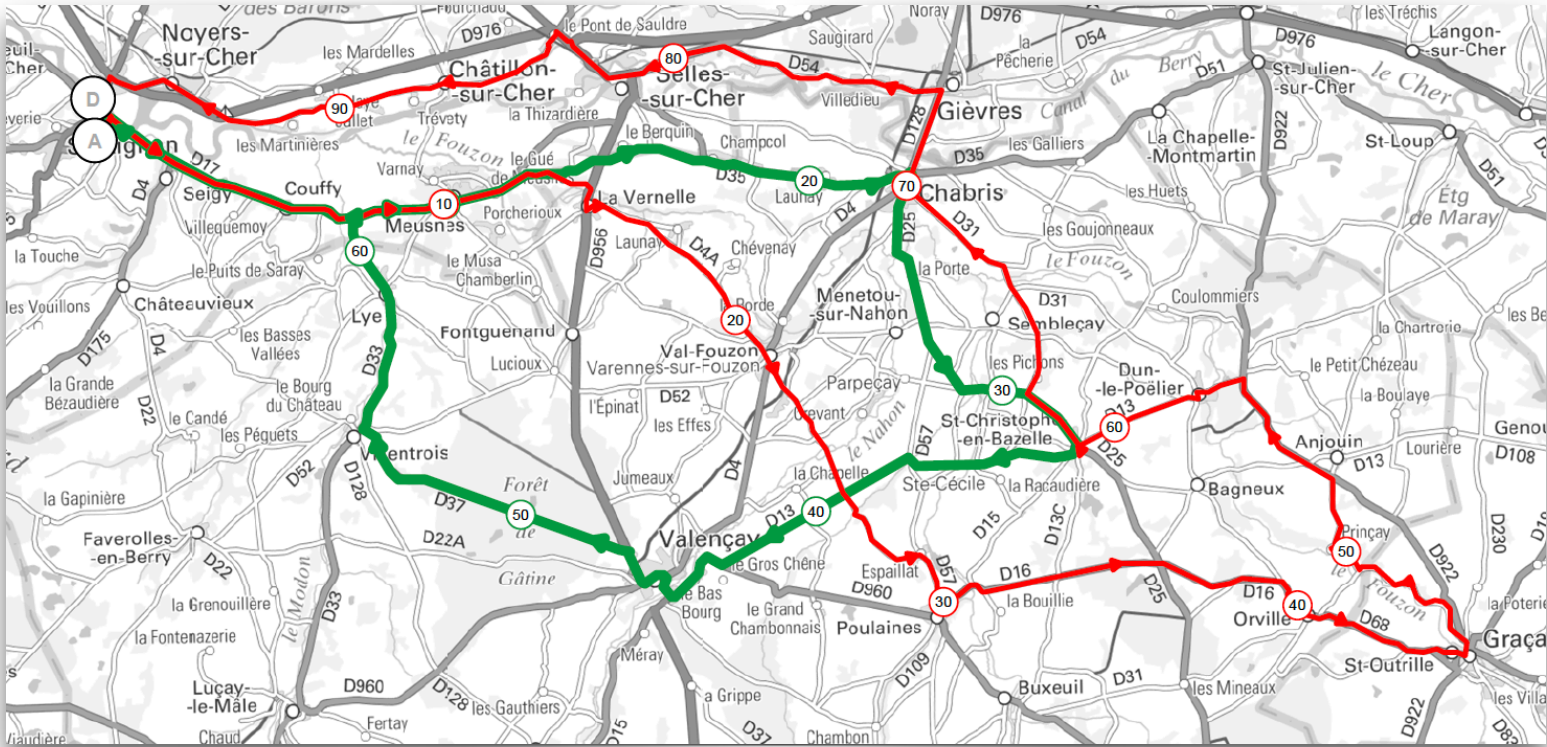 des Barons
Fourchaud
le Pont de Sauldre
Noray
D976
les Tréchis
Noyers-
-sur-Cher
les Mardelles
D976
Saugirard
la
Pêcherie
D54
D976
Langon-
-sur-Cher
Cher
80
D54
Berry
D51
St-Julien-
-sur-Cher
le Cher
D
90
Châtillon-
-sur-Cher
Selles-
-sur-Cher
Villedieu
Gièvres
Canal du
Trévety
la Thizardière
D128
A
les Martinières
le Fouzon
le Berquin
Champcol
D35
les Galliers
La Chapelle-
-Montmartin
D922
St-Loup
D17
Varnay
le Gué
D35
20
Launay
70
Chabris
les Huets
D51
D4
Seigy
Couffy
10
Meusnes
Porcherioux
La Vernelle
D4
D25
D31
les Goujonneaux
Étg
de Maray
Villequemoy
60
la Touche
le Puits de Saray
le Musa
Chamberlin
D956
Launay
D4A
Chévenay
la Porte
le Fouzon
les Vouillons
Châteauvieux
Lye
Menetou-
-sur-Nahon
D31
Sembleçay
Coulommiers
la Chartrerie
les Basses
Vallées
Fontguenand
20
D175
D4
D33
Lucioux
Val-Fouzon
Varennes-sur-Fouzon
les Pichons
Dun-
-le-Poëlier
le Petit Chézeau
la Grande
Bézaudière
D22
le Bourg
du Château
l'Épinat
D52
Parpeçay
30
la Boulaye
le Candé
les Effes
le Nahon
D57
St-Christophe
-en-Bazelle
60
D13
les Péquets
D52
Anjouin
D13
Lourière
D108
D128
Forêt
de
Gâtine
Jumeaux
D4
la Chapelle
Ste-Cécile
la Racaudière
D25
Bagneux
la Gapinière
D37
50
D13
40
D15
D13C
Prinçay
D230
Faverolles-
-en-Berry
D22
D22A
Valençay
le Gros Chêne
Espaillat
D57
50
le Fouzon
D922
la Grenouillère
le Modon
D33
le Bas
Bourg
le Grand
Chambonnais
D960
30
D16
la Bouillie
D25
D16
40
Orville
D68
la Poterie
la Fontenazerie
Poulaines
Graça
Méray
D109
St-Outrille
Luçay-
-le-Mâle
D960
D128
les Gauthiers
a Grippe
Buxeuil
D31
les Mineaux
D922
les Villa
Chaud
Fertay
D15
D37
Chambon
D83